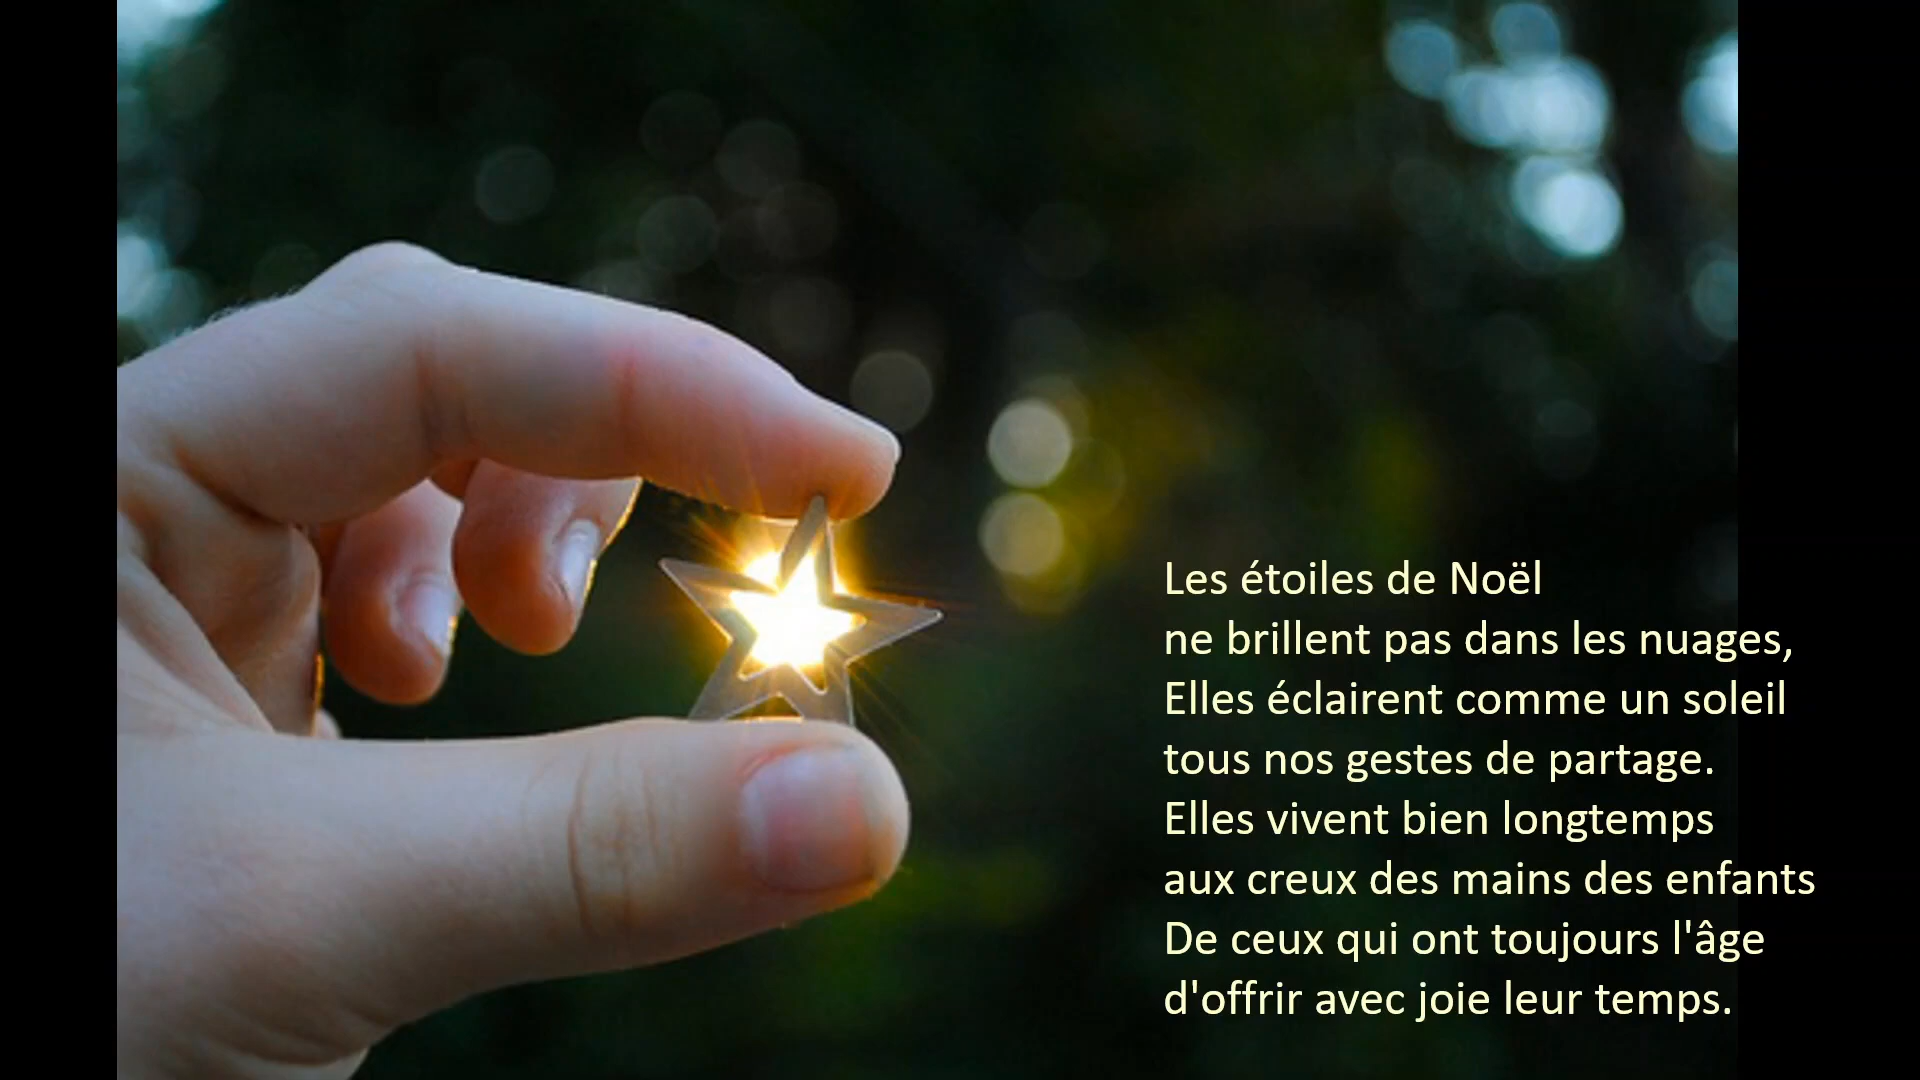 Les étoiles de Noël
ne brillent pas dans les nuages,
Elles éclairent comme un soleil
tous nos gestes de partage.
Elles vivent bien longtemps
aux creux des mains des enfants
De ceux qui ont toujours l'âge
d'offrir avec joie leur temps.